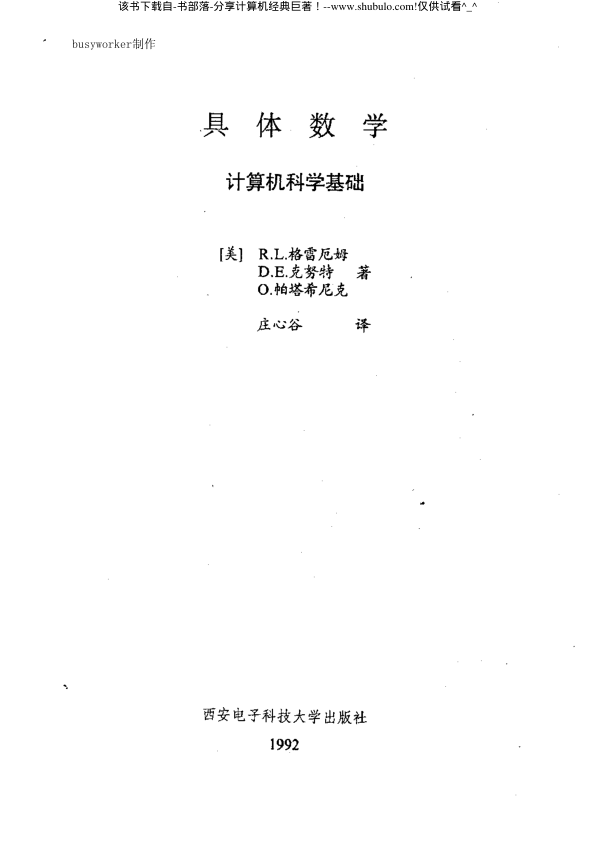 该书下载自-书部落-分享计算机经典巨著！--www.shubulo.com!仅供试看^_^
busyworker制作
具 体 数 学
计算机科学基础
[美] R.L.格雷厄姆
D.E.克努特 著
O.帕塔希尼克
庄心谷 译
西安电子科技大学出版社
1992